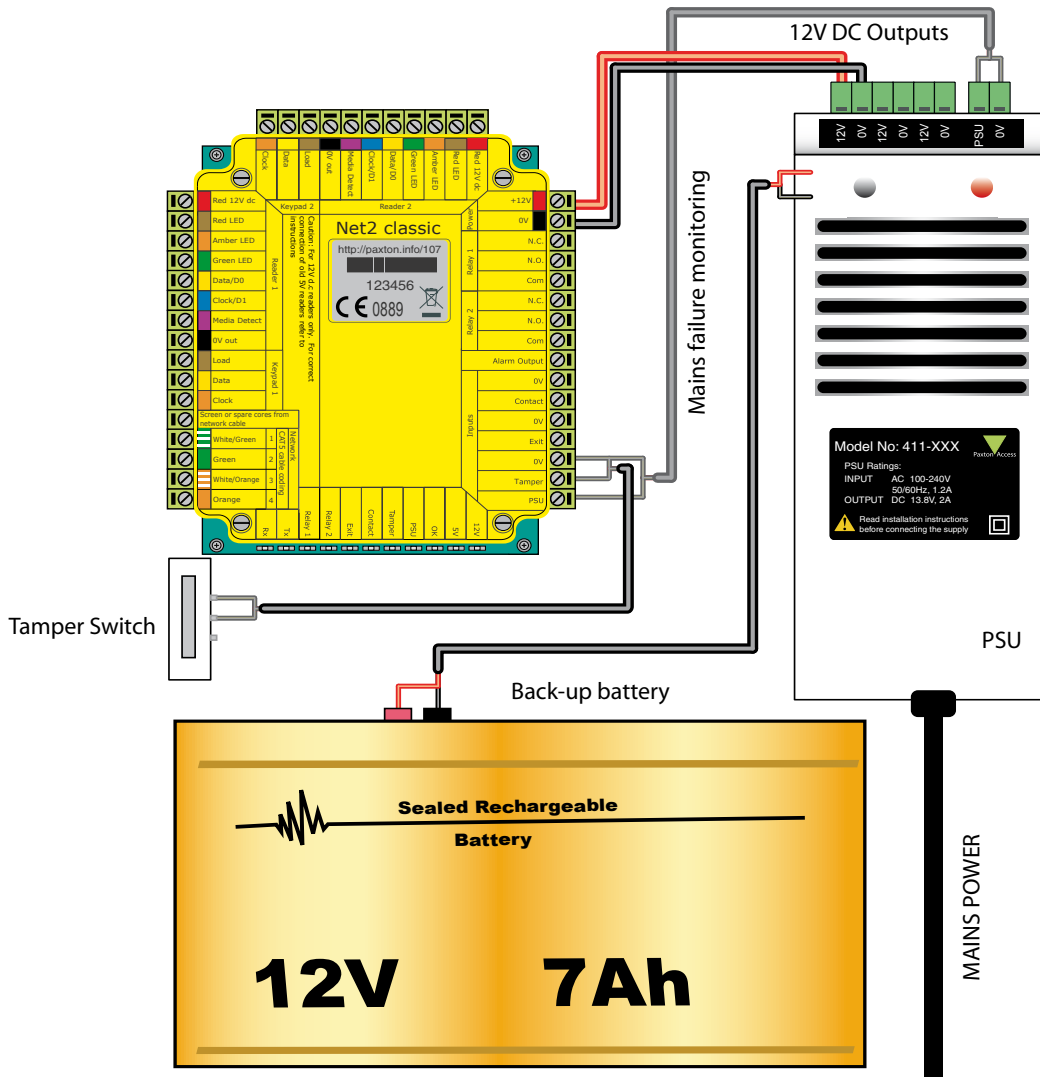 12V DC Outputs
12V
0V
12V
0V
12V
0V
PSU
0V
Clock
Data
Load
0V out
Media Detect
Clock/D1
Data/D0
Green LED
Amber LED
Red LED
Red 12V dc
Keypad 2
Reader 2
Red 12V dc
Red LED
Amber LED
Green LED
Data/D0
Clock/D1
Media Detect
0V out
Load
Data
Clock
Reader 1
Keypad 1
Screen or spare cores from
network cable
White/Green 1
Green 2
White/Orange 3
Orange 4
CAT5 cable coding
Network
Caution: For 12V d.c readers only. For correct
connection of old 5V readers refer to
instructions
Net2 classic
http://paxton.info/107
123456
CE 0889
+12V
0V
Power
N.C.
N.O.
Com
Relay 1
N.C.
N.O.
Com
Relay 2
Alarm Output
0V
Contact
0V
Exit
0V
Tamper
PSU
Inputs
Rx
Tx
Relay 1
Relay 2
Exit
Contact
Tamper
PSU
OK
5V
12V
Mains failure monitoring
Model No: 411-XXX
Paxton Access
PSU Ratings:
INPUT AC 100-240V
50/60Hz, 1.2A
OUTPUT DC 13.8V, 2A
Read installation instructions
before connecting the supply
Tamper Switch
PSU
Back-up battery
Sealed Rechargeable
Battery
12V 7Ah
MAINS POWER